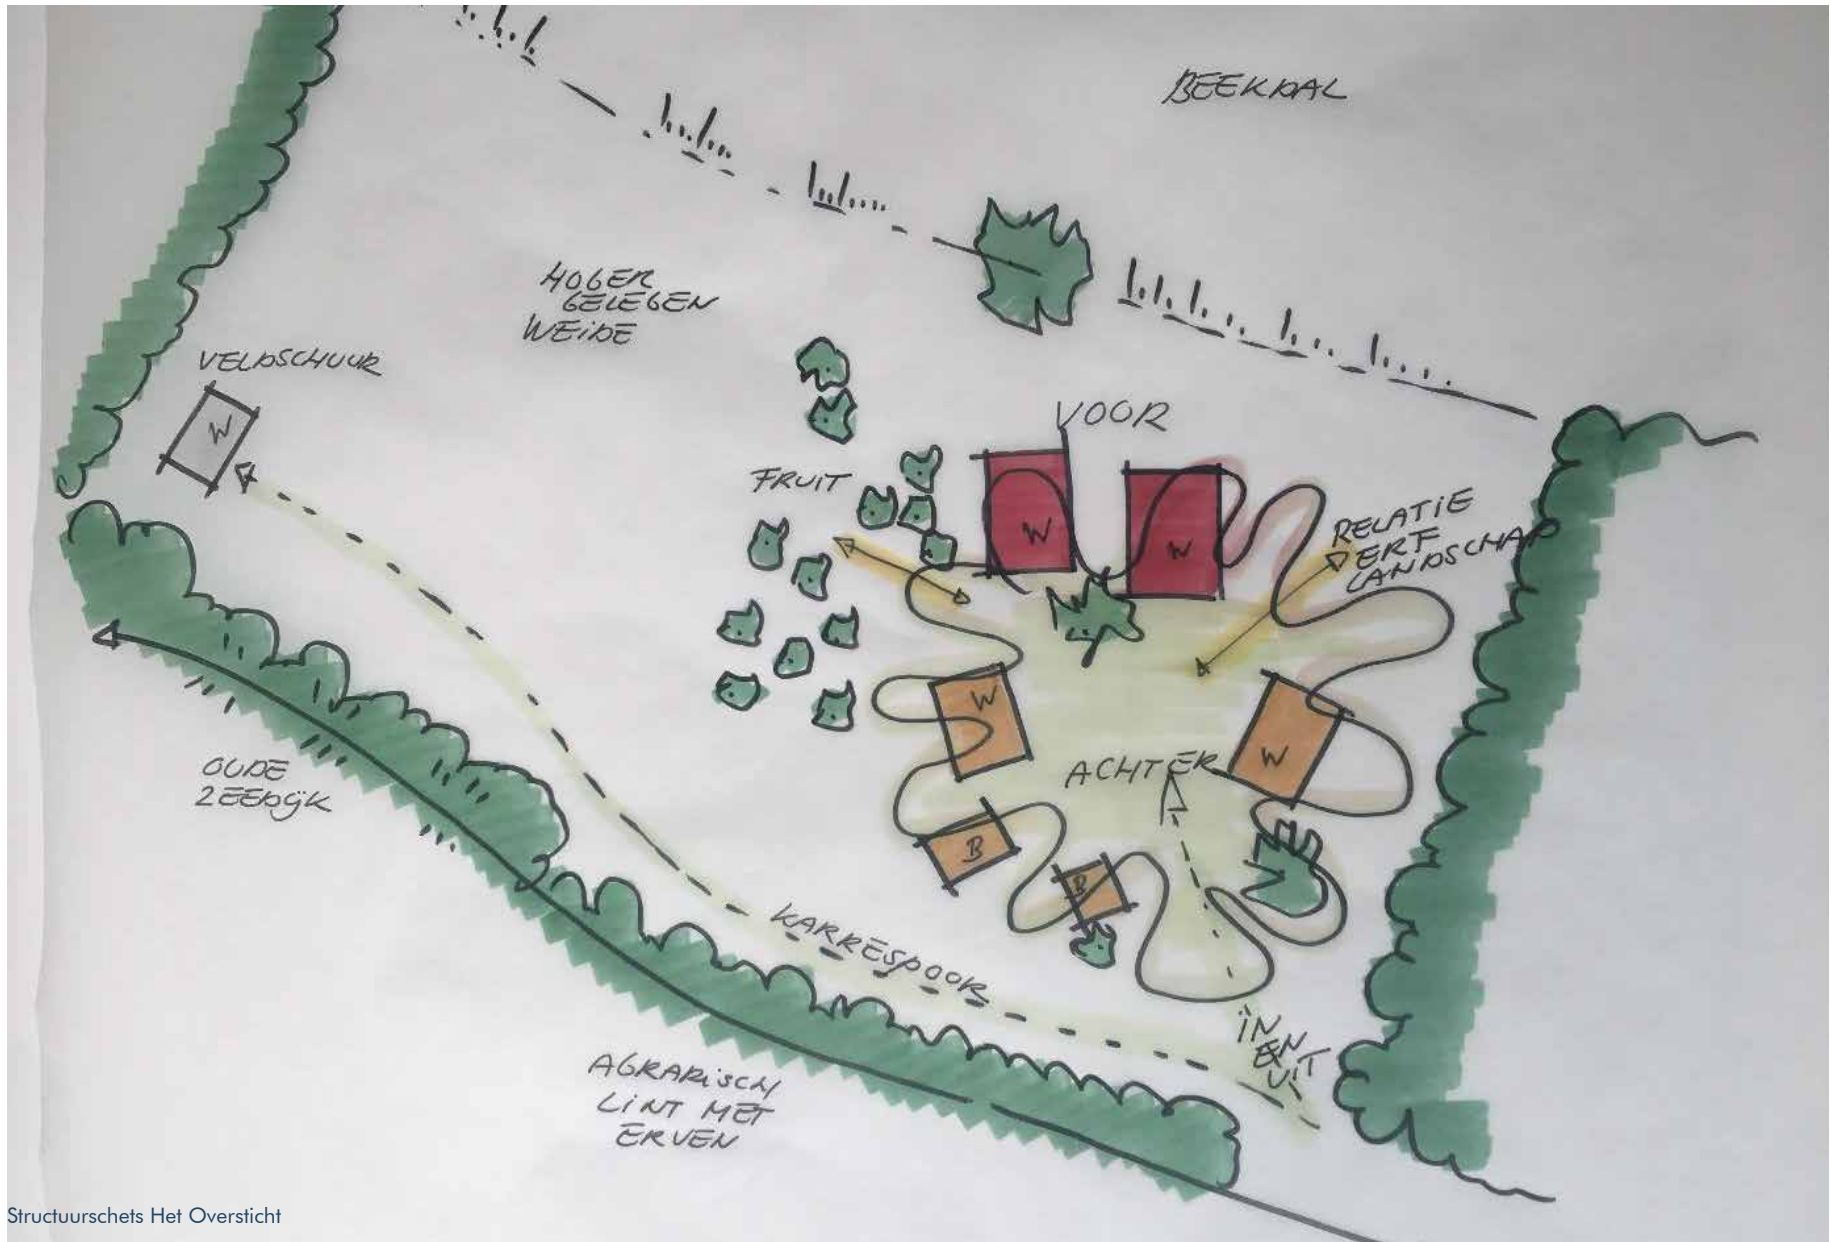 BEEKDAL
HOGER
GELEGEN
WEIDE
VELDSCHUUR
W
VOOR
FRUIT
W
W
RELATIE
ERF
LANDSCHAP
W
W
ACHTER
B
B
OUDE
ZEEDIJK
KARRESPOOR
IN
EN
UIT
AGRARISCH
LINT MET
ERVEN
Structuurschets Het Oversticht